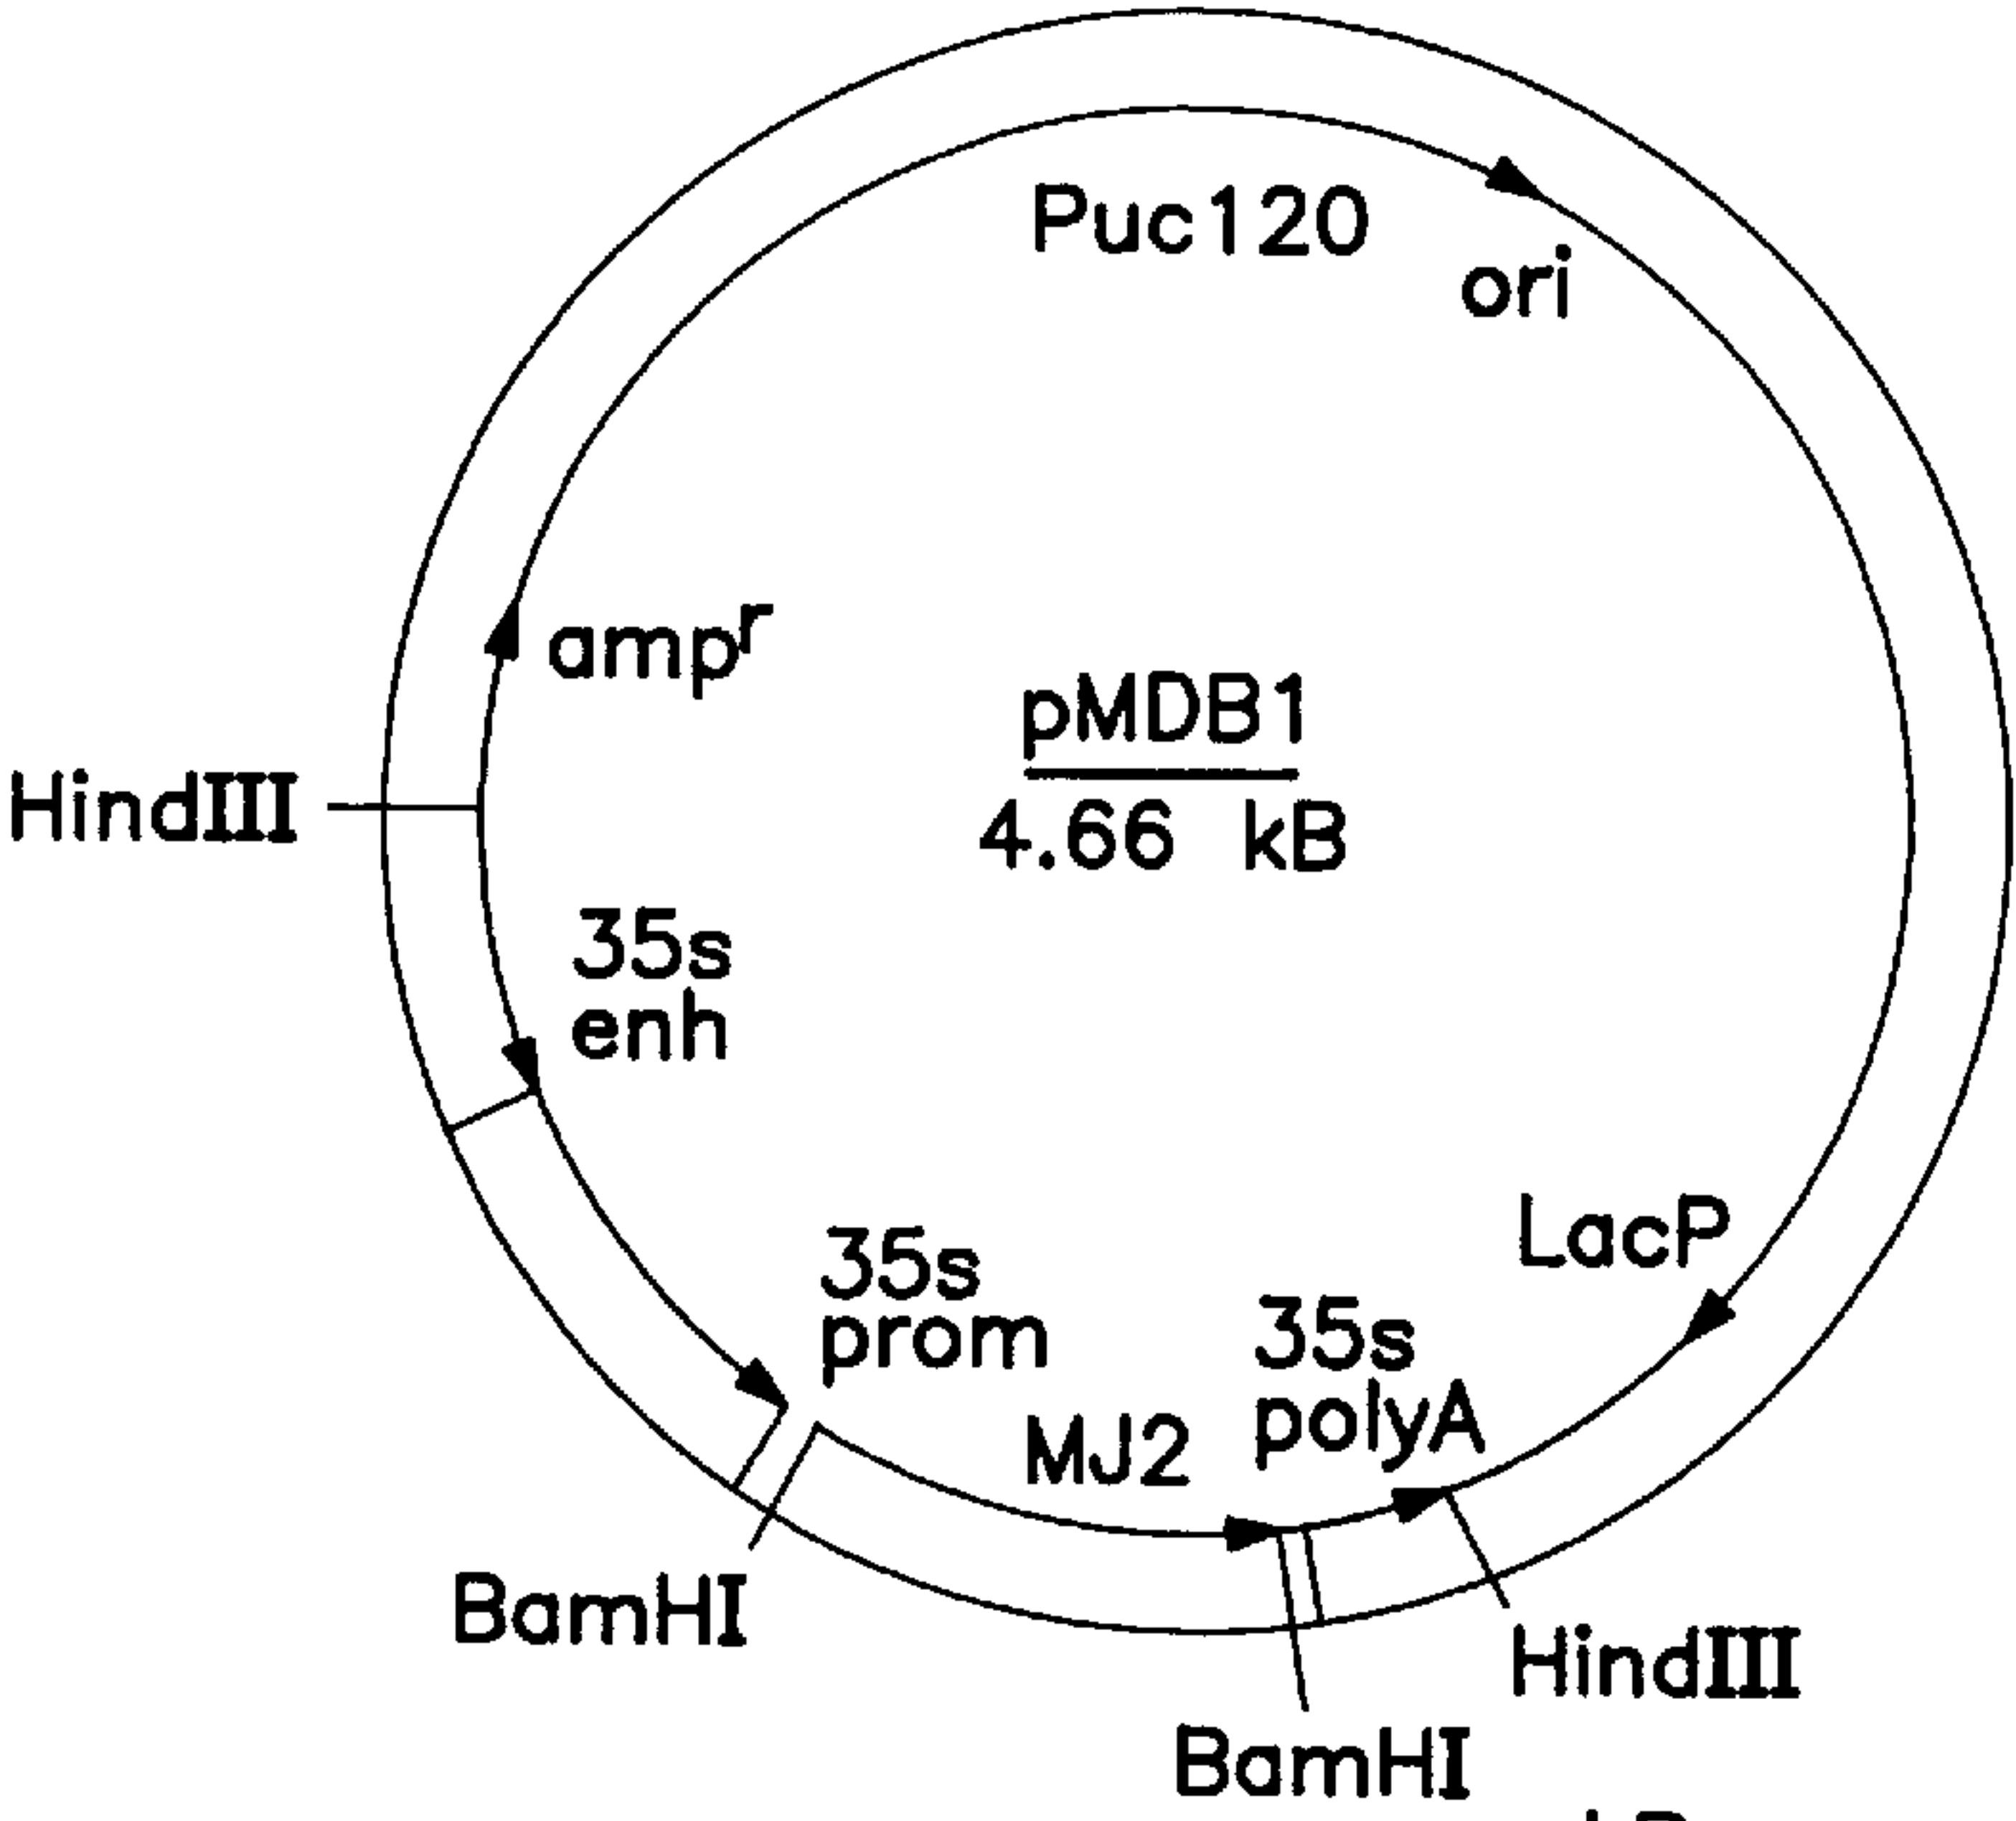 Puc120
ori
ampr
pMDB1
4.66 kB
HindIII
35s
enh
LacP
35s
prom
35s
polyA
MJ2
BamHI
HindIII
BamHI